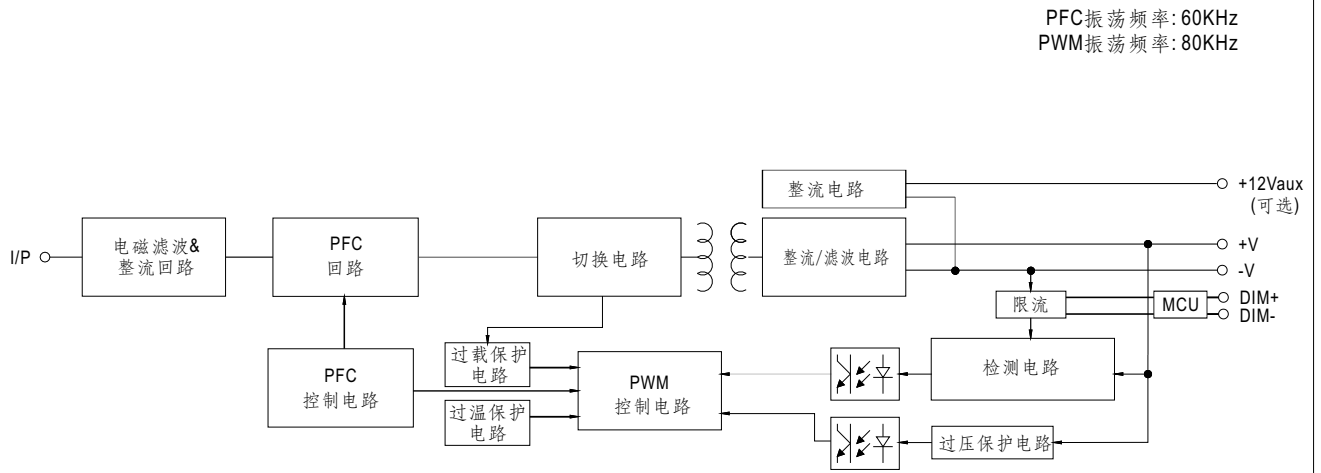 PFC振荡频率: 60KHz
PWM振荡频率: 80KHz
整流电路
+12Vaux
(可选)
I/P
电磁滤波&
整流回路
PFC
回路
切换电路
整流/滤波电路
+V
-V
限流
MCU
DIM+
DIM-
过载保护
电路
PFC
控制电路
PWM
控制电路
检测电路
过温保护
电路
过压保护电路